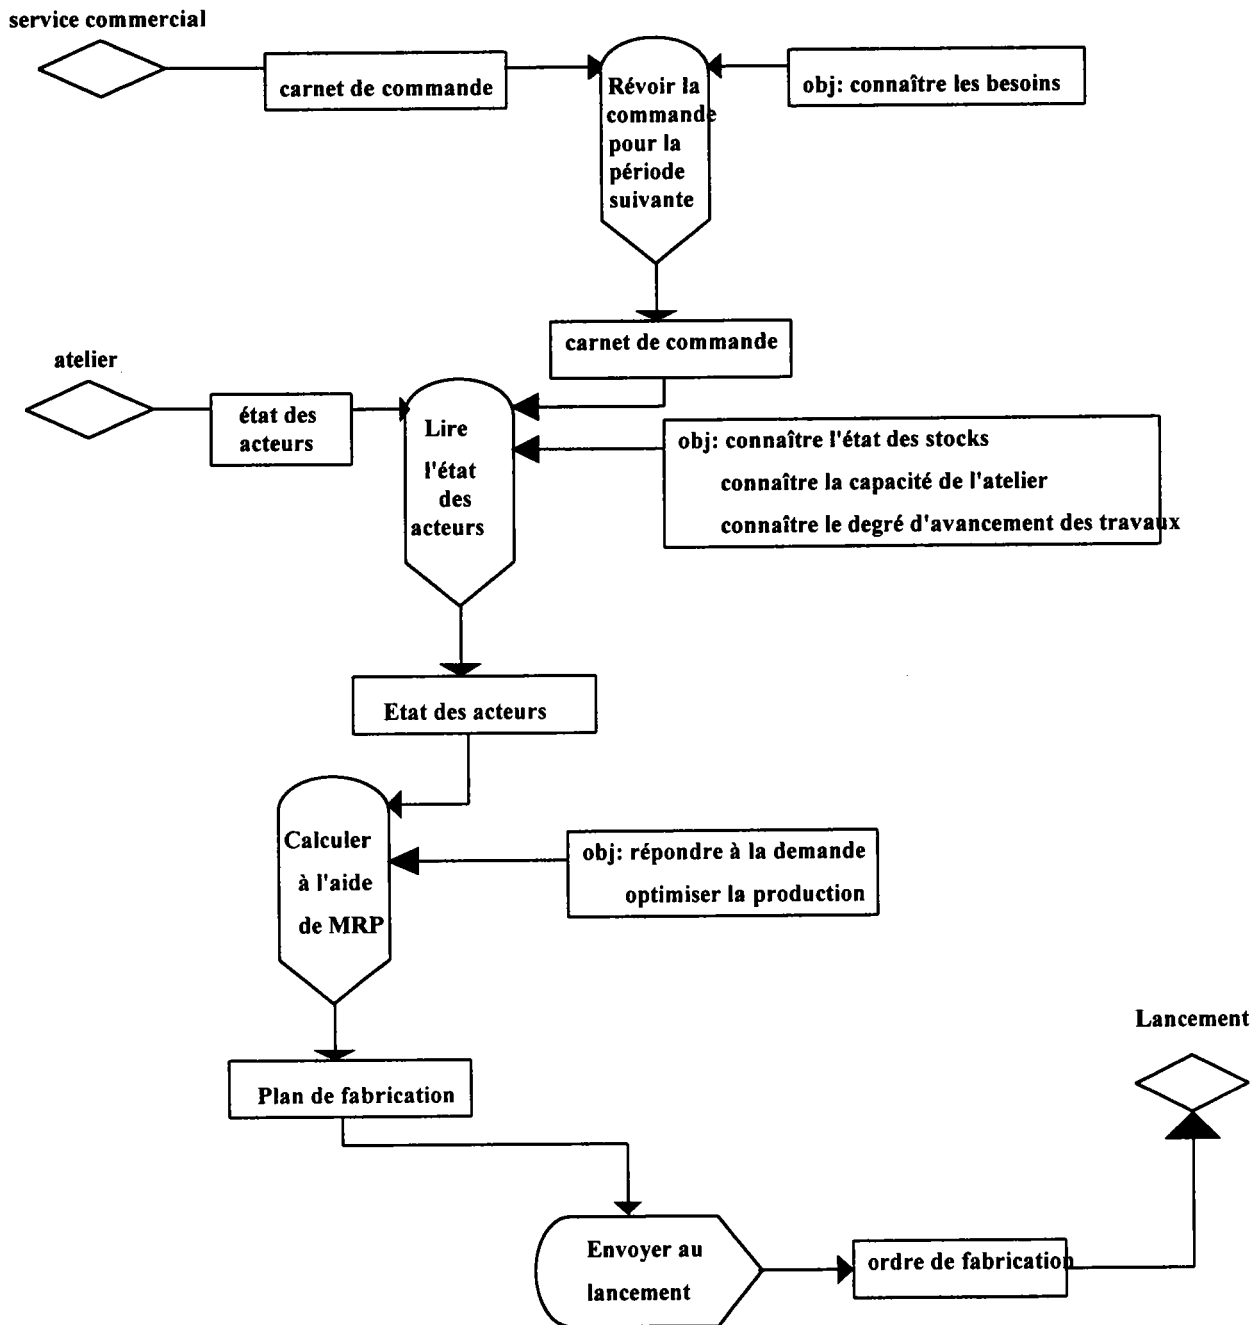 service commercial
carnet de commande
Révoir la
commande
pour la
période
suivante
obj: connaître les besoins
carnet de commande
atelier
état des
acteurs
Lire
l'état
des
acteurs
obj: connaître l'état des stocks
connaître la capacité de l'atelier
connaître le degré d'avancement des travaux
Etat des acteurs
Calculer
à l'aide
de MRP
obj: répondre à la demande
optimiser la production
Plan de fabrication
Lancement
Envoyer au
lancement
ordre de fabrication